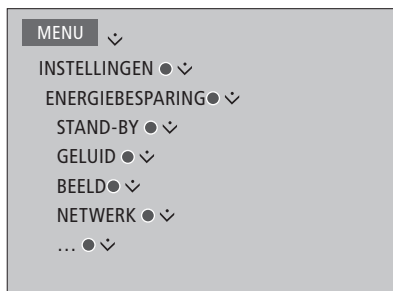 MENU
INSTELLINGEN
ENERGIEBESPARING
STAND-BY
GELUID
BEELD
NETWERK
…